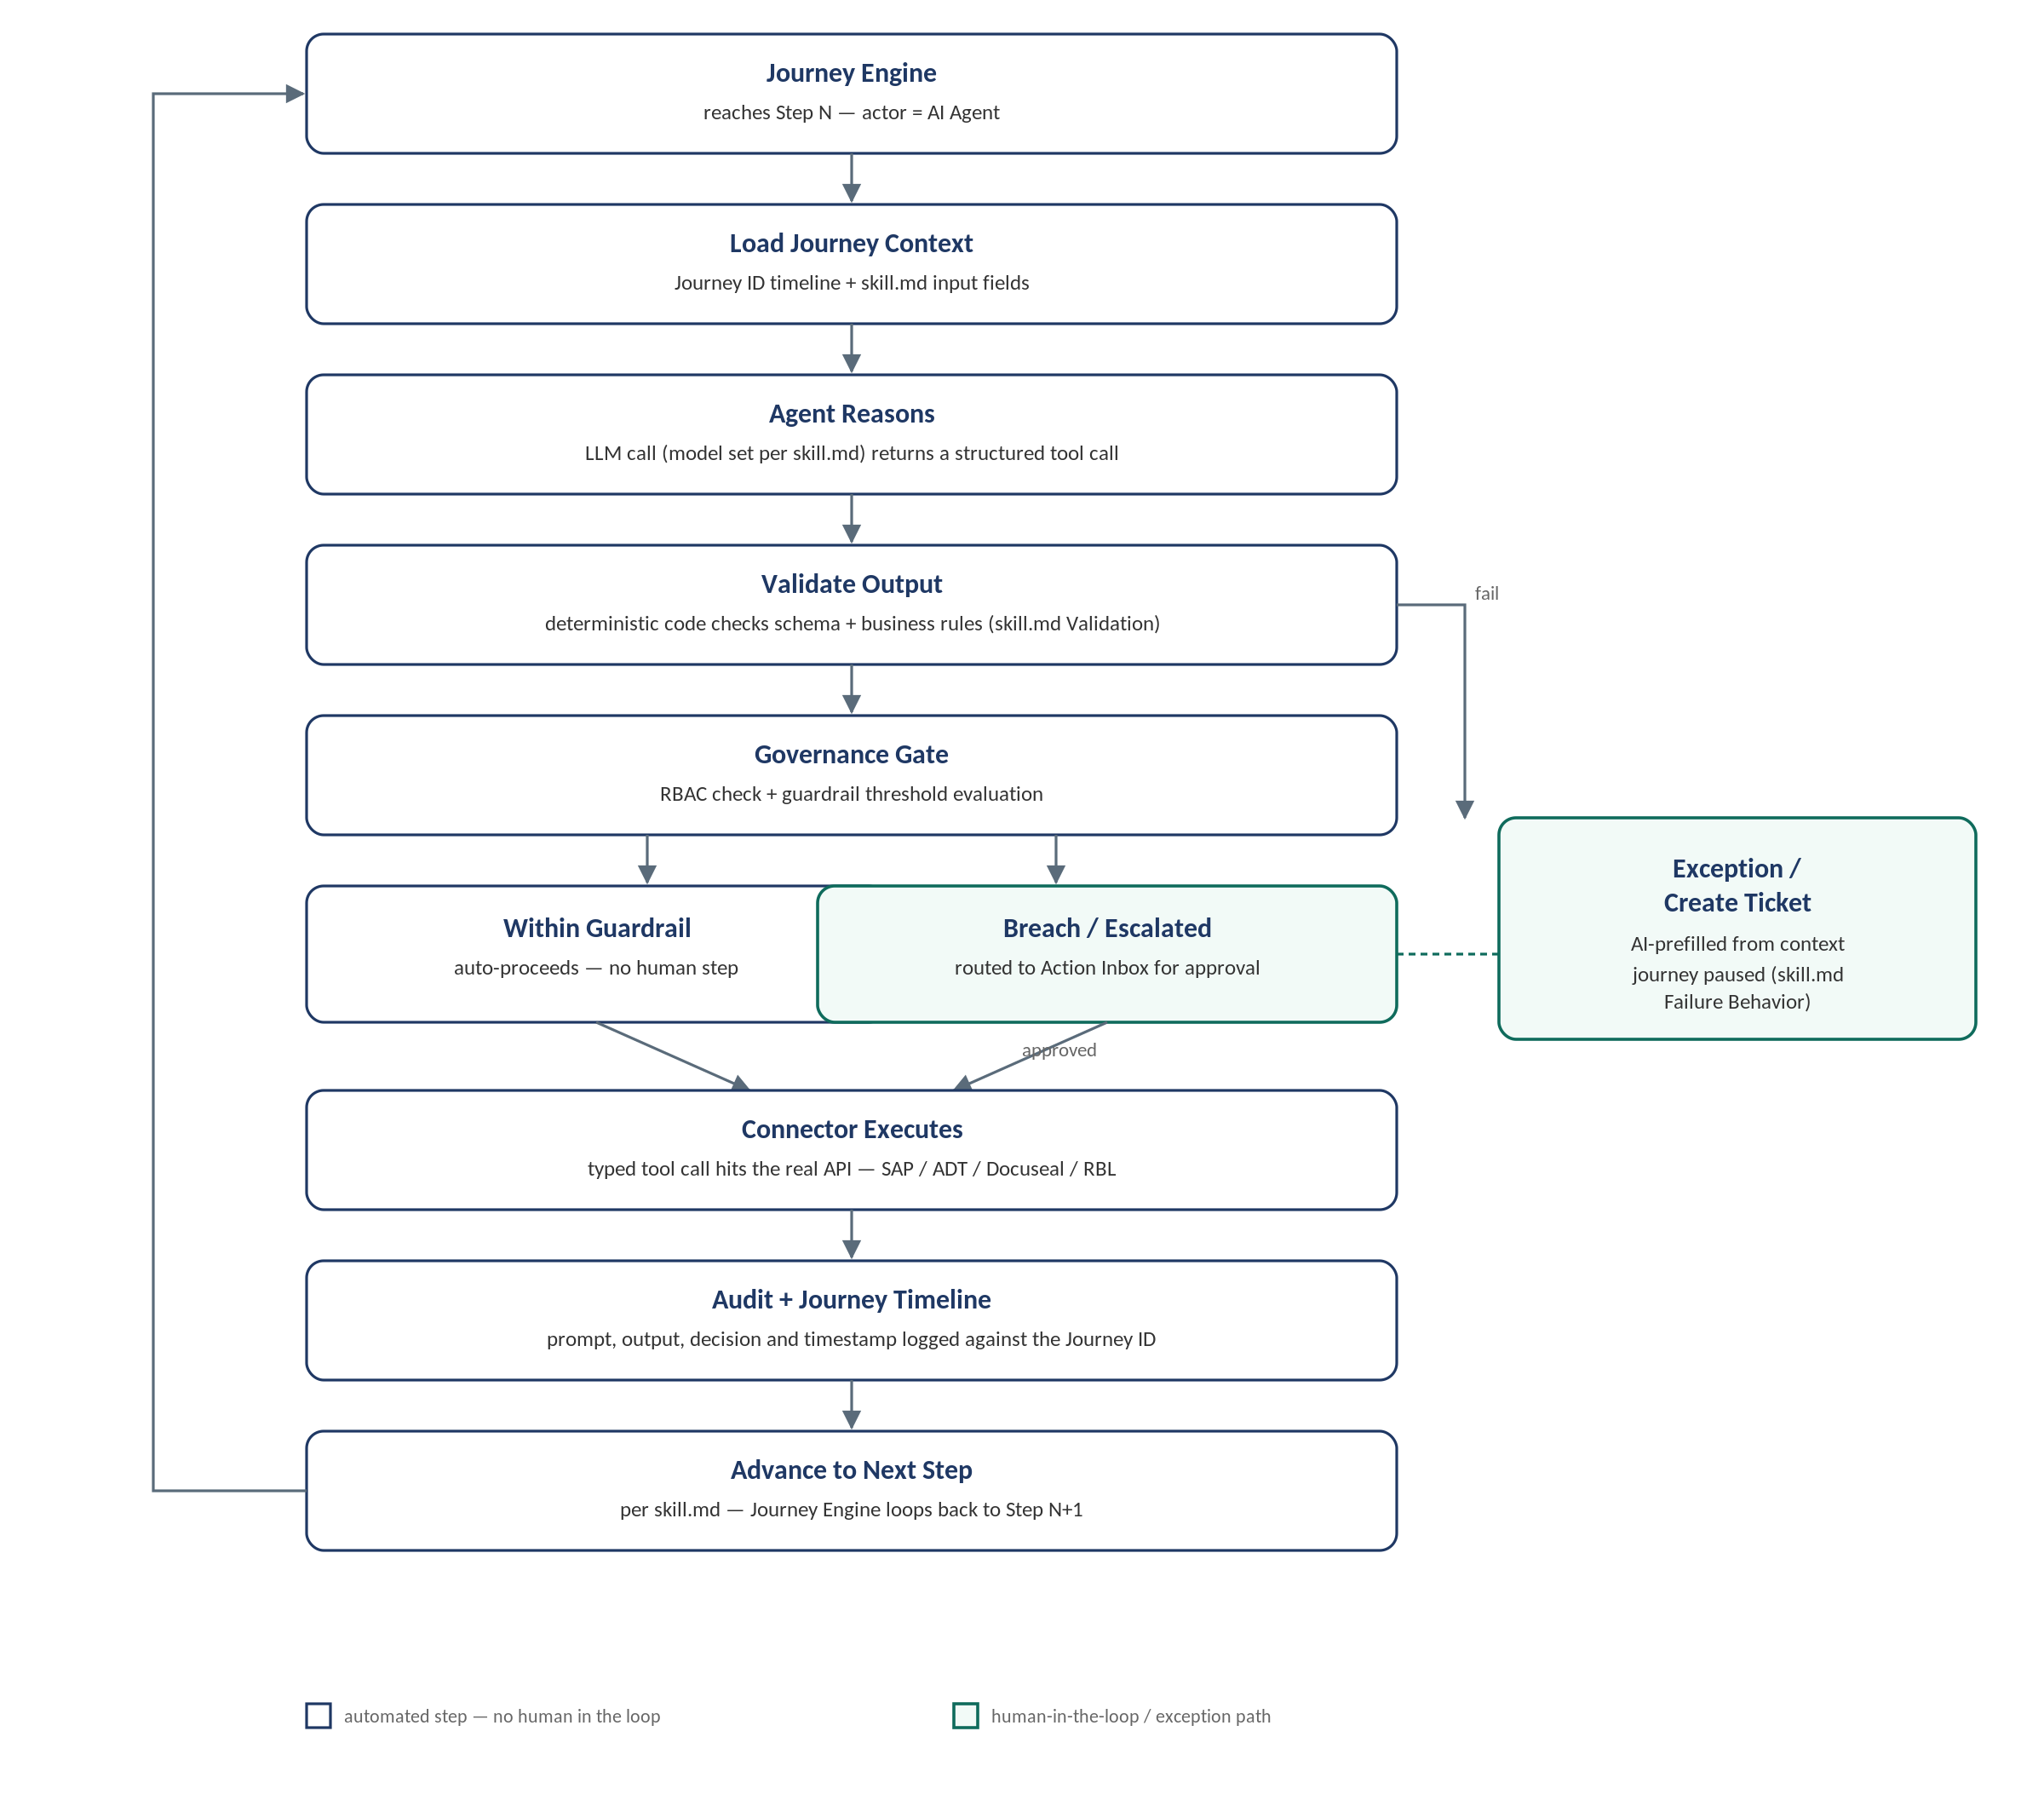 Journey Engine
reaches Step N — actor = AI Agent
Load Journey Context
Journey ID timeline + skill.md input fields
Agent Reasons
LLM call (model set per skill.md) returns a structured tool call
Validate Output
deterministic code checks schema + business rules (skill.md Validation)
fail
Governance Gate
RBAC check + guardrail threshold evaluation
Within Guardrail
auto-proceeds — no human step
Breach / Escalated
routed to Action Inbox for approval
Exception /
Create Ticket
AI-prefilled from context
journey paused (skill.md
Failure Behavior)
approved
Connector Executes
typed tool call hits the real API — SAP / ADT / Docuseal / RBL
Audit + Journey Timeline
prompt, output, decision and timestamp logged against the Journey ID
Advance to Next Step
per skill.md — Journey Engine loops back to Step N+1
automated step — no human in the loop
human-in-the-loop / exception path